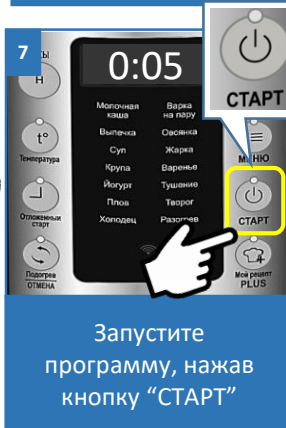 7
Ы
Н
0:05
СТАРТ
Молочная
каша
Варка
на пару
Выпечка
Овсянка
Суп
Жарка
Крупа
Варенье
Йогурт
Тушение
Плов
Творог
Холодец
Разогрев
t°
Температура
МЕНЮ
Отложенный
старт
СТАРТ
Подогрев
ОТМЕНА
Мой рецепт
PLUS
Запустите
программу, нажав
кнопку “СТАРТ”